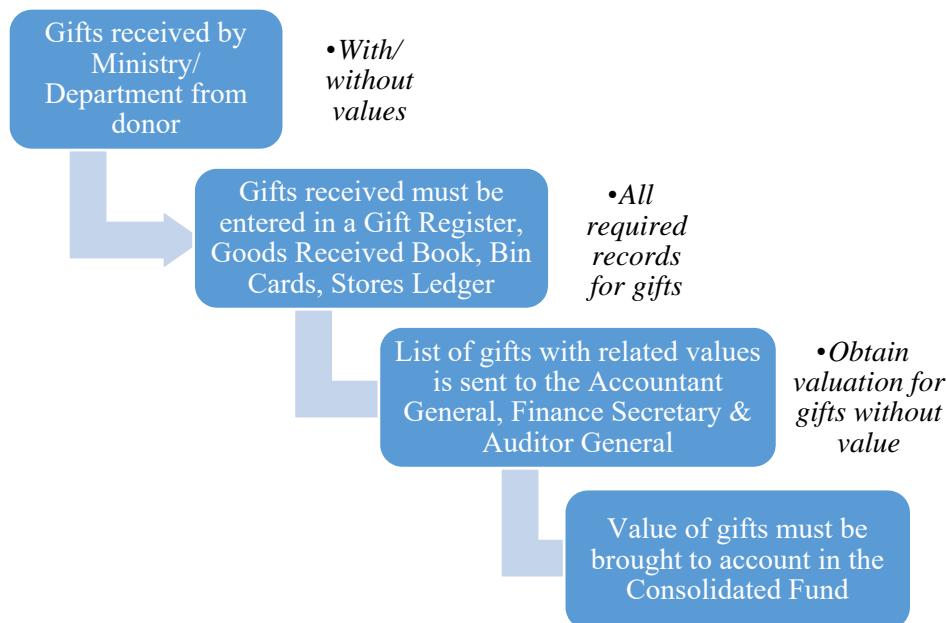 Gifts received by
Ministry/
Department from
donor
•With/
without
values
Gifts received must be
entered in a Gift Register,
Goods Received Book, Bin
Cards, Stores Ledger
•All
required
records
for gifts
List of gifts with related values
is sent to the Accountant
General, Finance Secretary &
Auditor General
•Obtain
valuation for
gifts without
value
Value of gifts must be
brought to account in the
Consolidated Fund